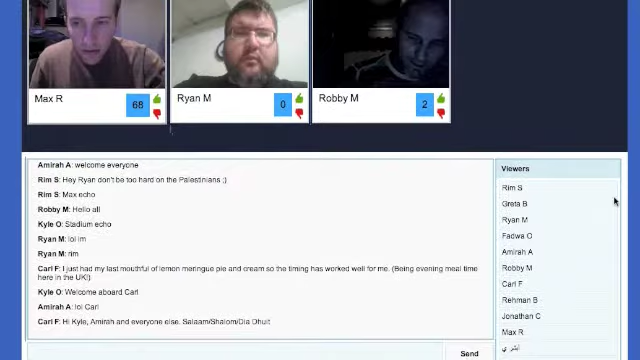 Max R
68
Ryan M
0
Robby M
2
Amirah A: welcome everyone
Rim S: Hey Ryan don't be too hard on the Palestinians ;)
Rim S: Max echo
Robby M: Hello all
Kyle O: Stadium echo
Ryan M: lol im
Ryan M: rim
Carl F: I just had my last mouthful of lemon meringue pie and cream so the timing has worked well for me. (Being evening meal time
here in the UK!)
Kyle O: Welcome aboard Carl
Amirah A: lol Carl
Carl F: Hi Kyle, Amirah and everyone else. Salaam/Shalom/Dia Dhuit
Send
Viewers
Rim S
Greta B
Ryan M
Fadwa O
Amirah A
Robby M
Carl F
Rehman B
Jonathan C
Max R